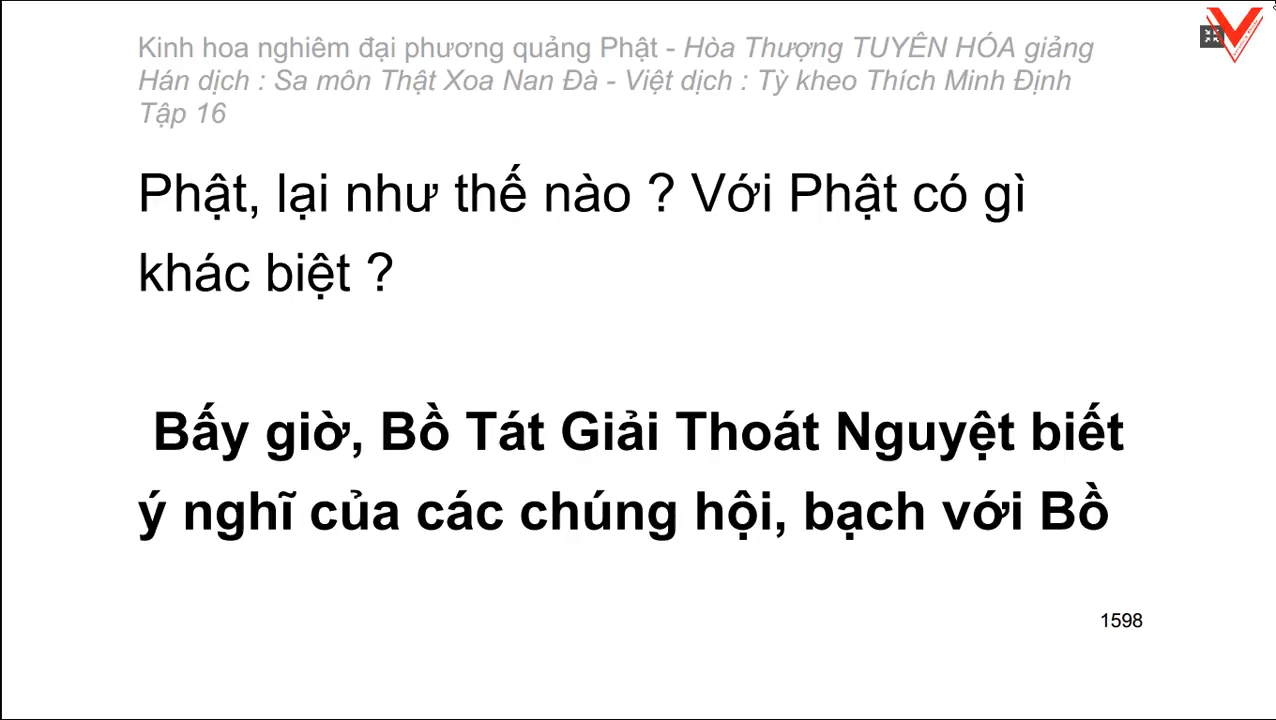 Kinh hoa nghiêm đại phương quảng Phật - Hòa Thượng TUYÊN HÓA giảng
Hán dịch : Sa môn Thật Xoa Nan Đà - Việt dịch : Tỳ kheo Thích Minh Định
Tập 16
Phật, lại như thế nào ? Với Phật có gì
khác biệt ?
Bấy giờ, Bồ Tát Giải Thoát Nguyệt biết
ý nghĩ của các chúng hội, bạch với Bồ
1598